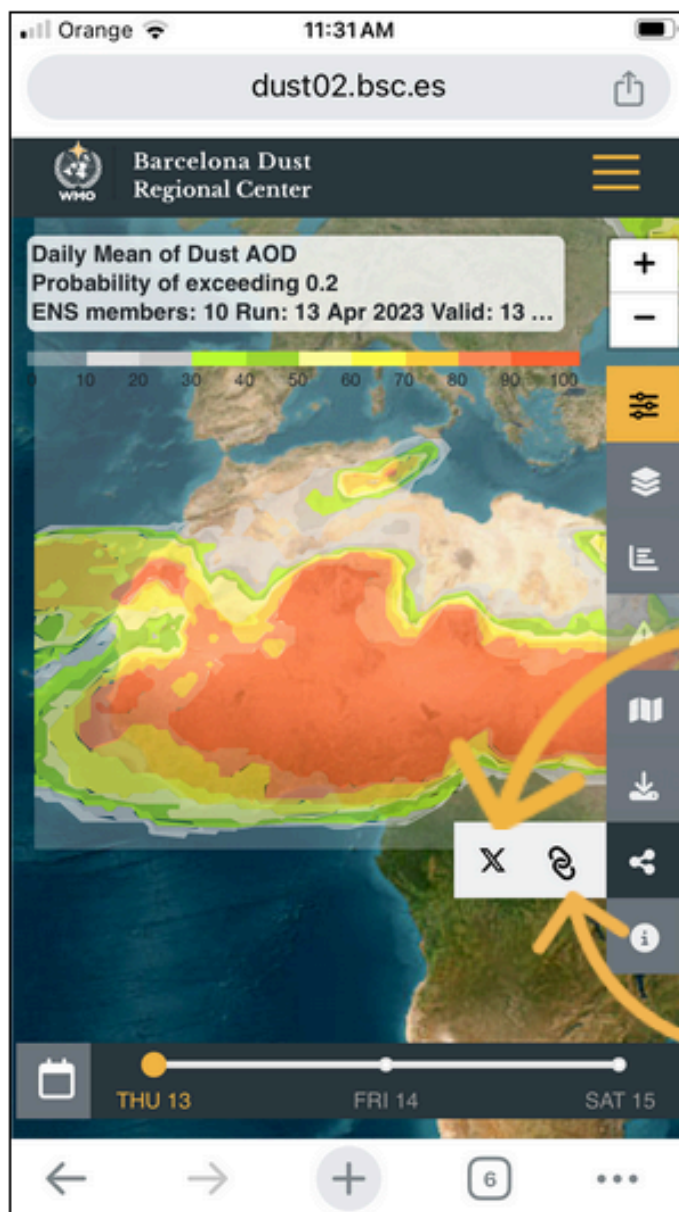 Orange
11:31 AM
dust02.bsc.es
WMO
Barcelona Dust
Regional Center
Daily Mean of Dust AOD
Probability of exceeding 0.2
ENS members: 10 Run: 13 Apr 2023 Valid: 13 ...
0 10 20 30 40 50 60 70 80 90 100
+
−
X
i
THU 13 FRI 14 SAT 15
6